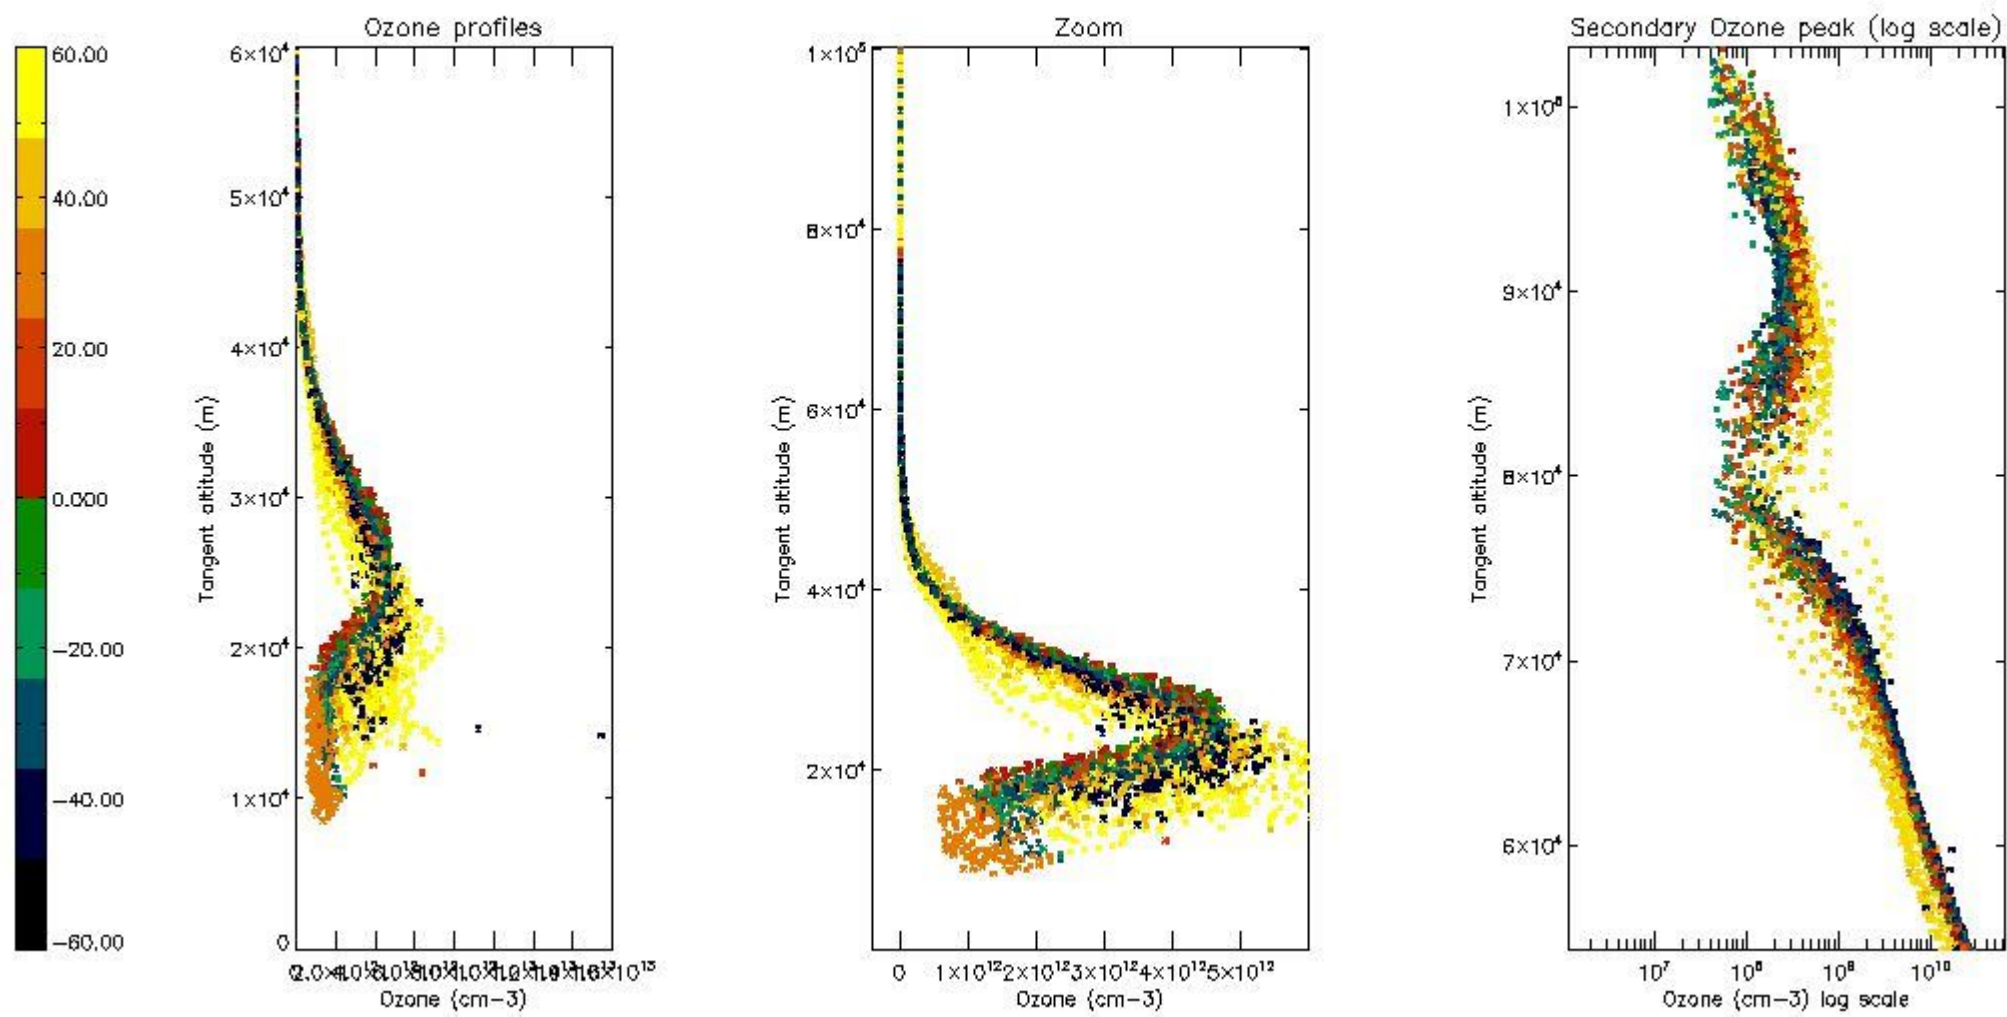 Ozone profiles
Zoom
Secondary Ozone peak (log scale)
60.00
40.00
20.00
0.000
−20.00
−40.00
−60.00
6×10⁴
5×10⁴
4×10⁴
3×10⁴
2×10⁴
1×10⁴
0
Tangent altitude (m)
Ozone (cm−3)
1×10⁵
8×10⁴
6×10⁴
4×10⁴
2×10⁴
Tangent altitude (m)
0 1×10¹² 2×10¹² 3×10¹² 4×10¹² 5×10¹²
Ozone (cm−3)
9×10⁴
8×10⁴
7×10⁴
6×10⁴
Tangent altitude (m)
10⁷ 10⁸ 10⁹ 10¹⁰
Ozone (cm−3) log scale